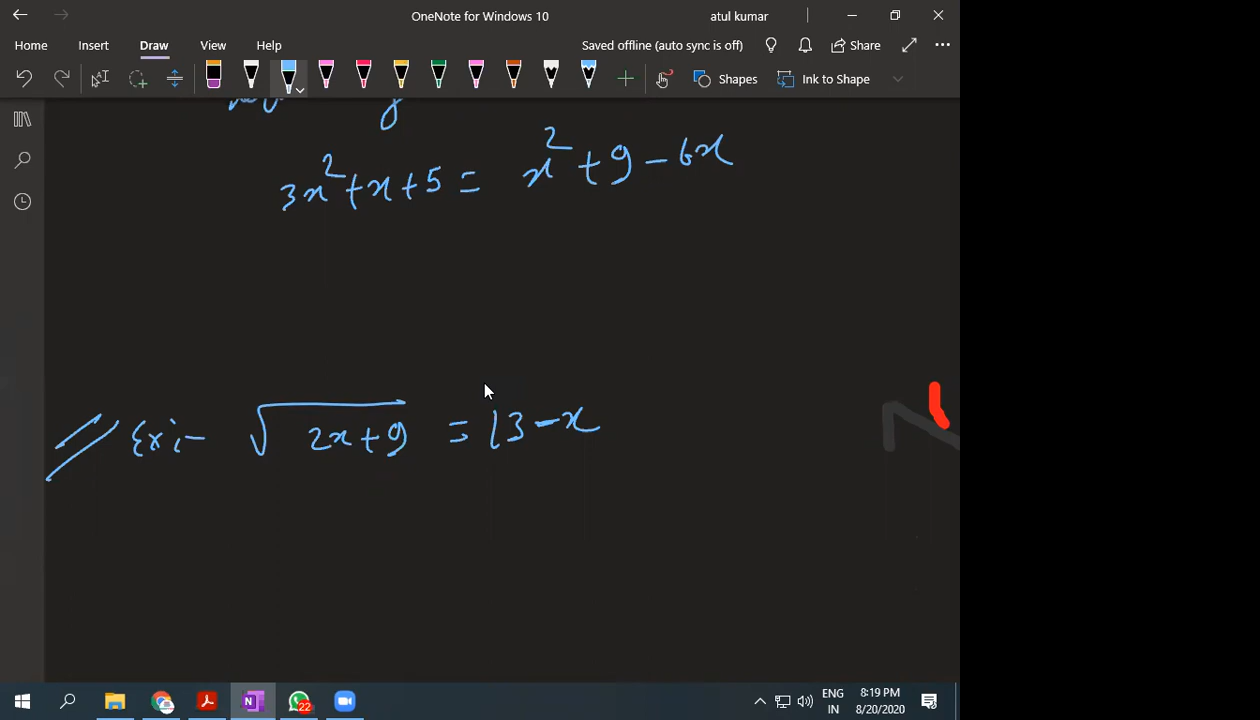 OneNote for Windows 10
atul kumar
Home Insert Draw View Help
Saved offline (auto sync is off)
Share
Shapes
Ink to Shape
3x²+x+5 = x²+9-6x
Ex:- √2x+9 = 13-x
N
22
ENG
IN
8:19 PM
8/20/2020